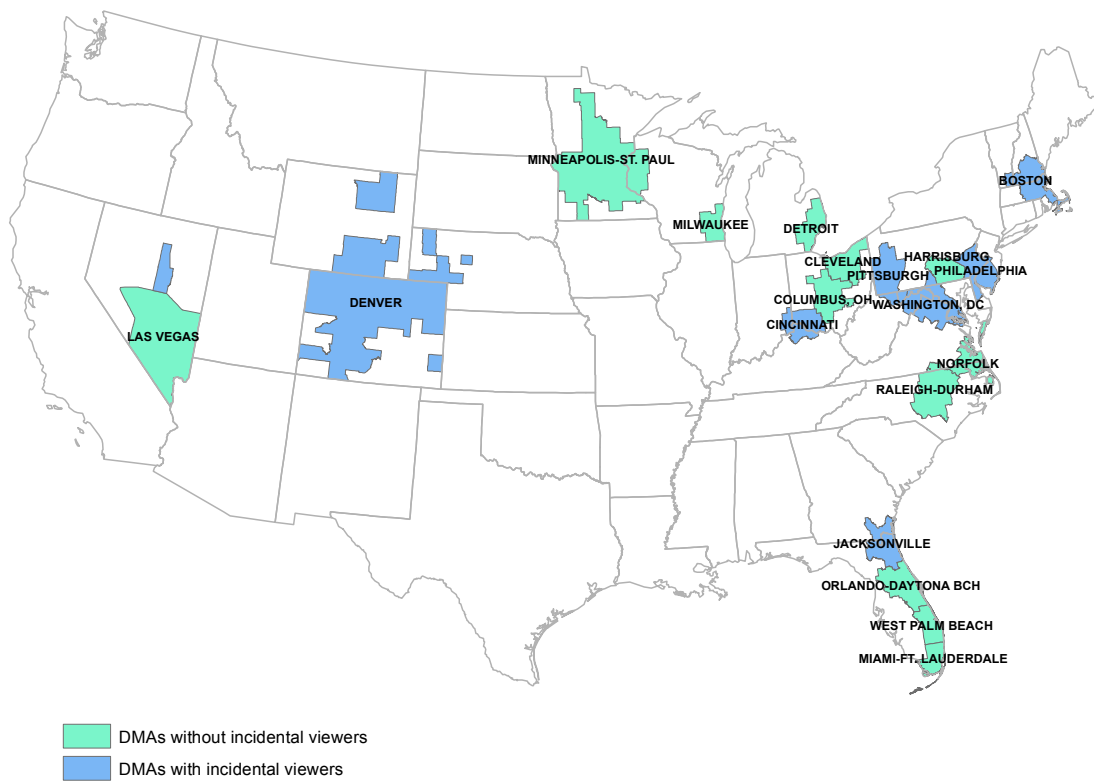 MINNEAPOLIS-ST. PAUL
BOSTON
MILWAUKEE
DETROIT
HARRISBURG
CLEVELAND
PHILADELPHIA
PITTSBURGH
DENVER
COLUMBUS, OH
WASHINGTON, DC
CINCINNATI
LAS VEGAS
NORFOLK
RALEIGH-DURHAM
JACKSONVILLE
ORLANDO-DAYTONA BCH
WEST PALM BEACH
MIAMI-FT. LAUDERDALE
DMAs without incidental viewers
DMAs with incidental viewers